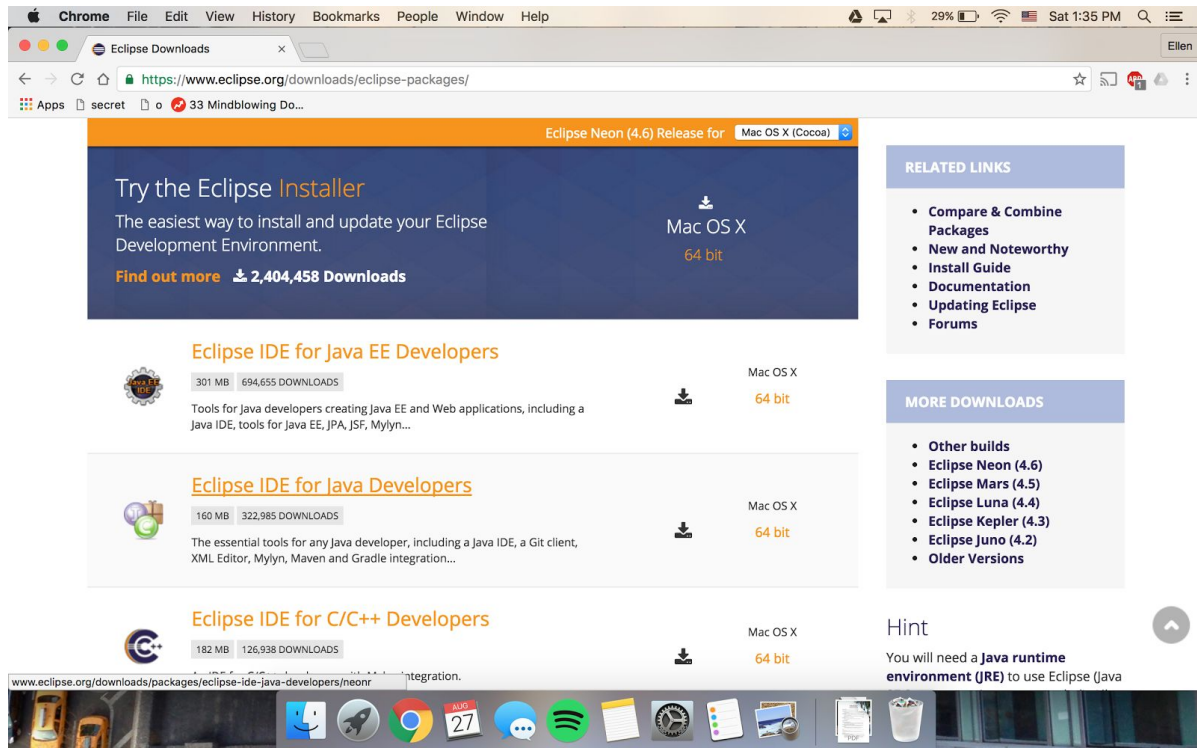 Chrome File Edit View History Bookmarks People Window Help 29% Sat 1:35 PM
Eclipse Downloads Ellen
https://www.eclipse.org/downloads/eclipse-packages/
Apps secret o 33 Mindblowing Do...
Eclipse Neon (4.6) Release for Mac OS X (Cocoa)
Try the Eclipse Installer
The easiest way to install and update your Eclipse
Development Environment.
Find out more 2,404,458 Downloads
Mac OS X
64 bit
Eclipse IDE for Java EE Developers
301 MB 694,655 DOWNLOADS
Tools for Java developers creating Java EE and Web applications, including a
Java IDE, tools for Java EE, JPA, JSF, Mylyn...
Mac OS X
64 bit
Java EE
IDE
Eclipse IDE for Java Developers
160 MB 322,985 DOWNLOADS
The essential tools for any Java developer, including a Java IDE, a Git client,
XML Editor, Mylyn, Maven and Gradle integration...
Mac OS X
64 bit
Eclipse IDE for C/C++ Developers
182 MB 126,938 DOWNLOADS
integration.
Mac OS X
64 bit
RELATED LINKS
Compare & Combine
Packages
New and Noteworthy
Install Guide
Documentation
Updating Eclipse
Forums
MORE DOWNLOADS
Other builds
Eclipse Neon (4.6)
Eclipse Mars (4.5)
Eclipse Luna (4.4)
Eclipse Kepler (4.3)
Eclipse Juno (4.2)
Older Versions
Hint
You will need a Java runtime
environment (JRE) to use Eclipse (Java
www.eclipse.org/downloads/packages/eclipse-ide-java-developers/neonr
AUG
27
PDF